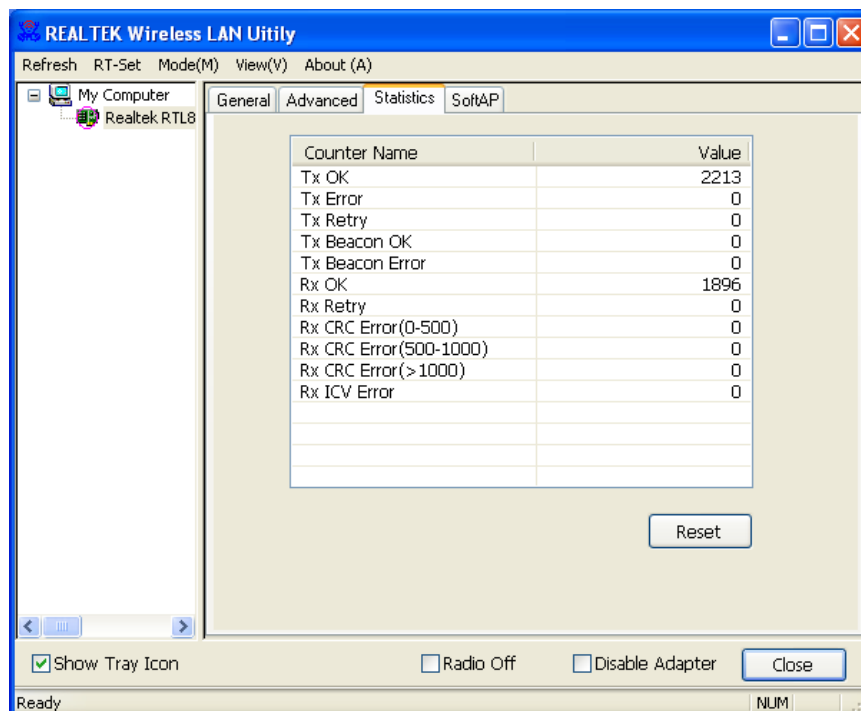 REALTEK Wireless LAN Uitily
Refresh RT-Set Mode(M) View(V) About (A)
My Computer
Realtek RTL8
General Advanced Statistics SoftAP
Counter Name Value
Tx OK 2213
Tx Error 0
Tx Retry 0
Tx Beacon OK 0
Tx Beacon Error 0
Rx OK 1896
Rx Retry 0
Rx CRC Error(0-500) 0
Rx CRC Error(500-1000) 0
Rx CRC Error(>1000) 0
Rx ICV Error 0
Reset
Show Tray Icon Radio Off Disable Adapter Close
Ready NUM